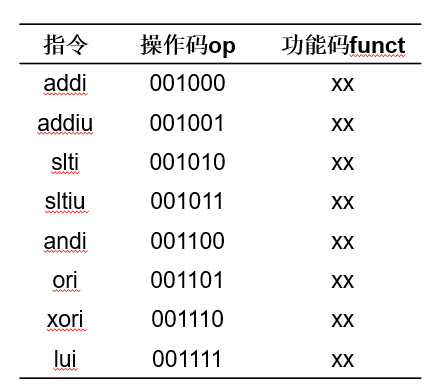 指令 操作码op 功能码funct
addi 001000 xx
addiu 001001 xx
slti 001010 xx
sltiu 001011 xx
andi 001100 xx
ori 001101 xx
xori 001110 xx
lui 001111 xx